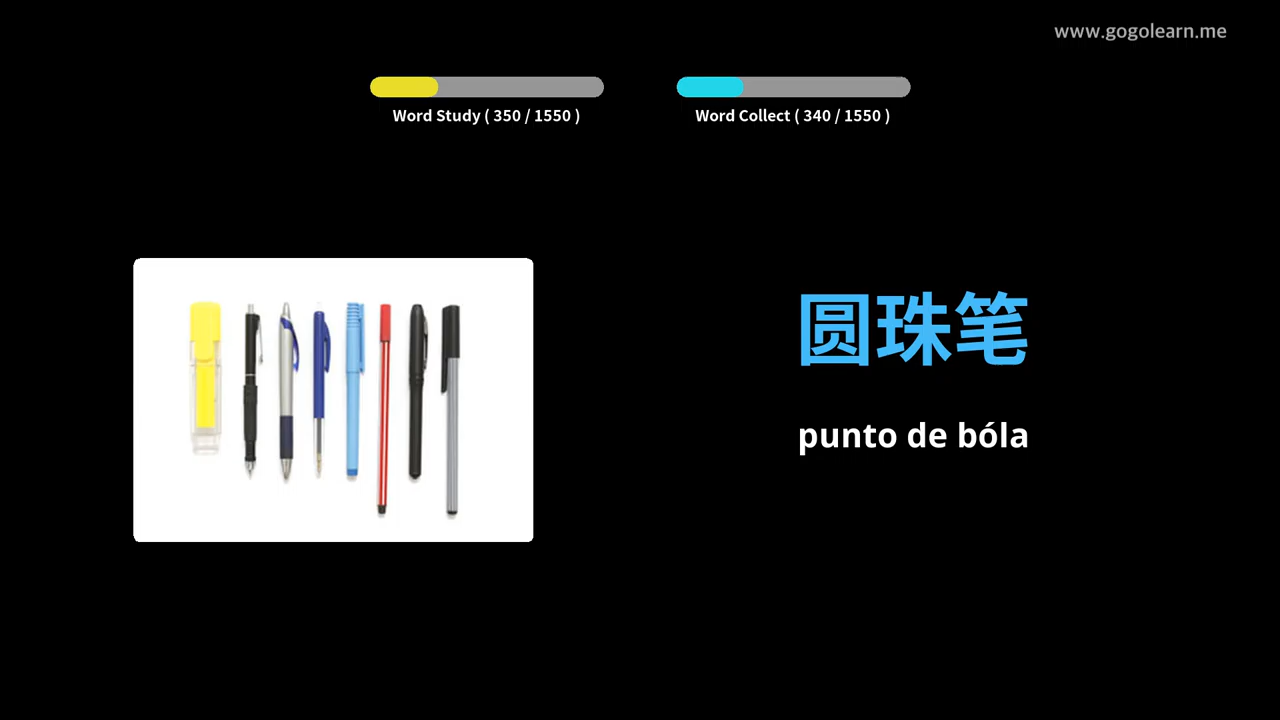 www.gogolearn.me
Word Study ( 350 / 1550 )
Word Collect ( 340 / 1550 )
圆珠笔
punto de bóla